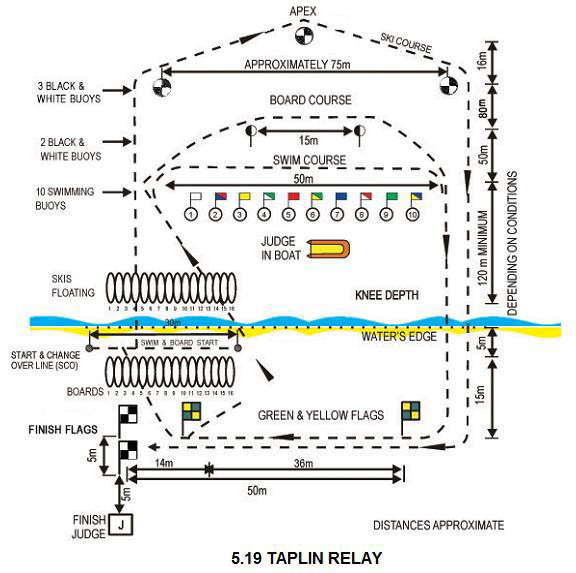 APEX
SKI COURSE
16m
APPROXIMATELY 75m
3 BLACK &
WHITE BUOYS
80m
BOARD COURSE
15m
2 BLACK &
WHITE BUOYS
50m
SWIM COURSE
50m
10 SWIMMING
BUOYS
1 2 3 4 5 6 7 8 9 10
120 m MINIMUM
DEPENDING ON CONDITIONS
JUDGE
IN BOAT
SKIS
FLOATING
KNEE DEPTH
1 2 3 4 5 6 7 8 9 10 11 12 13 14 15 16
30m
WATER'S EDGE
SWIM & BOARD START
5m
START & CHANGE
OVER LINE (SCO)
BOARDS
1 2 3 4 5 6 7 8 9 10 11 12 13 14 15 16
15m
GREEN & YELLOW FLAGS
FINISH FLAGS
5m
14m
36m
50m
5m
FINISH
JUDGE
J
DISTANCES APPROXIMATE
5.19 TAPLIN RELAY